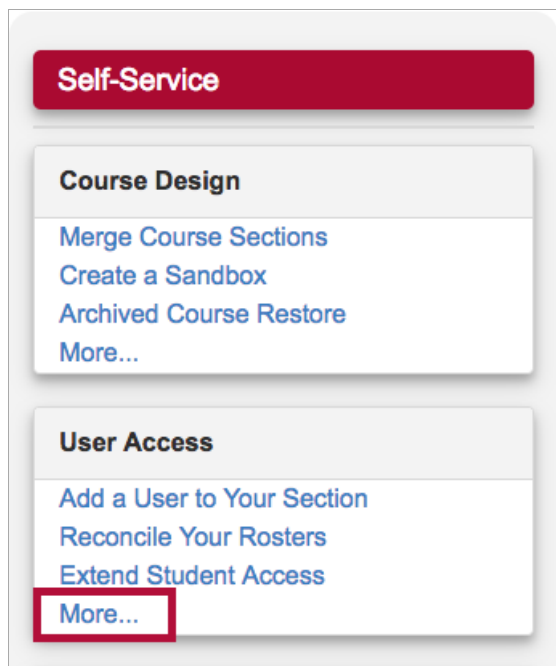 Self-Service
Course Design
Merge Course Sections
Create a Sandbox
Archived Course Restore
More...
User Access
Add a User to Your Section
Reconcile Your Rosters
Extend Student Access
More...